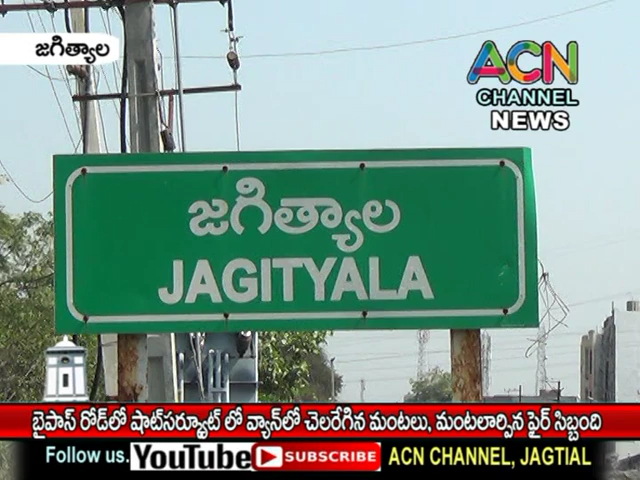 జగిత్యాల
ACN
CHANNEL
NEWS
జగిత్యాల
JAGITYALA
బైపాస్ రోడ్‌లో షాట్‌సర్క్యూట్ లో వ్యాన్‌లో చెలరేగిన మంటలు, మంటలార్పిన ఫైర్ సిబ్బంది
Follow us. YouTube SUBSCRIBE ACN CHANNEL, JAGTIAL